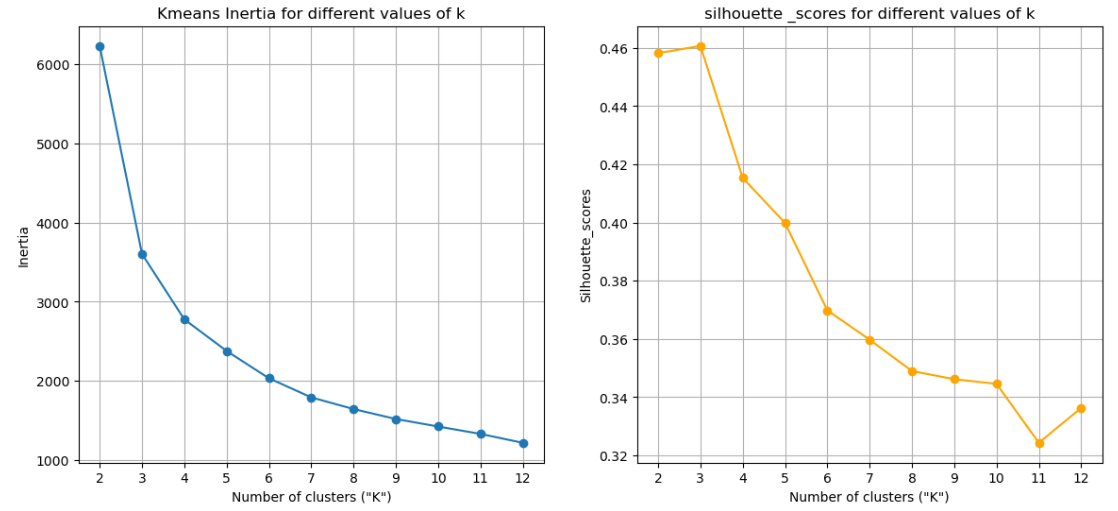 Kmeans Inertia for different values of k
6000
5000
4000
3000
2000
1000
Inertia
2 3 4 5 6 7 8 9 10 11 12
Number of clusters ("K")
silhouette _scores for different values of k
0.46
0.44
0.42
0.40
0.38
0.36
0.34
0.32
Silhouette_scores
2 3 4 5 6 7 8 9 10 11 12
Number of clusters ("K")